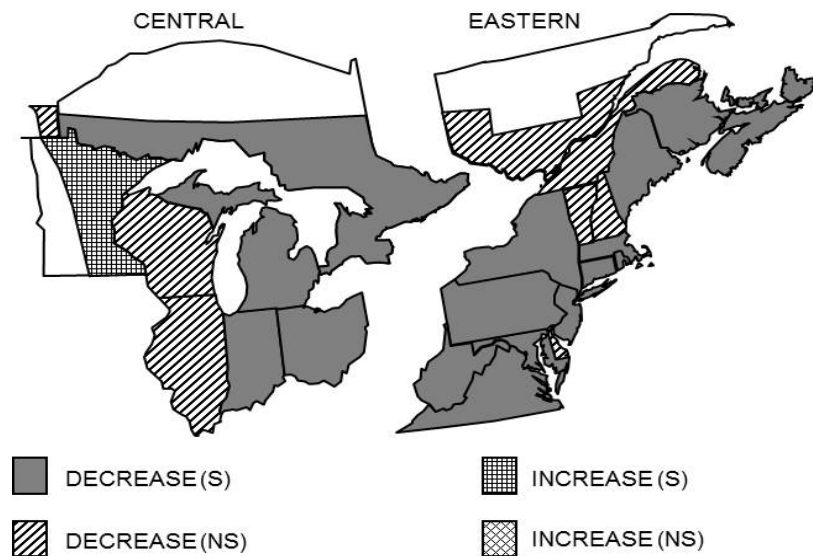 CENTRAL
EASTERN
DECREASE (S)
INCREASE (S)
DECREASE (NS)
INCREASE (NS)